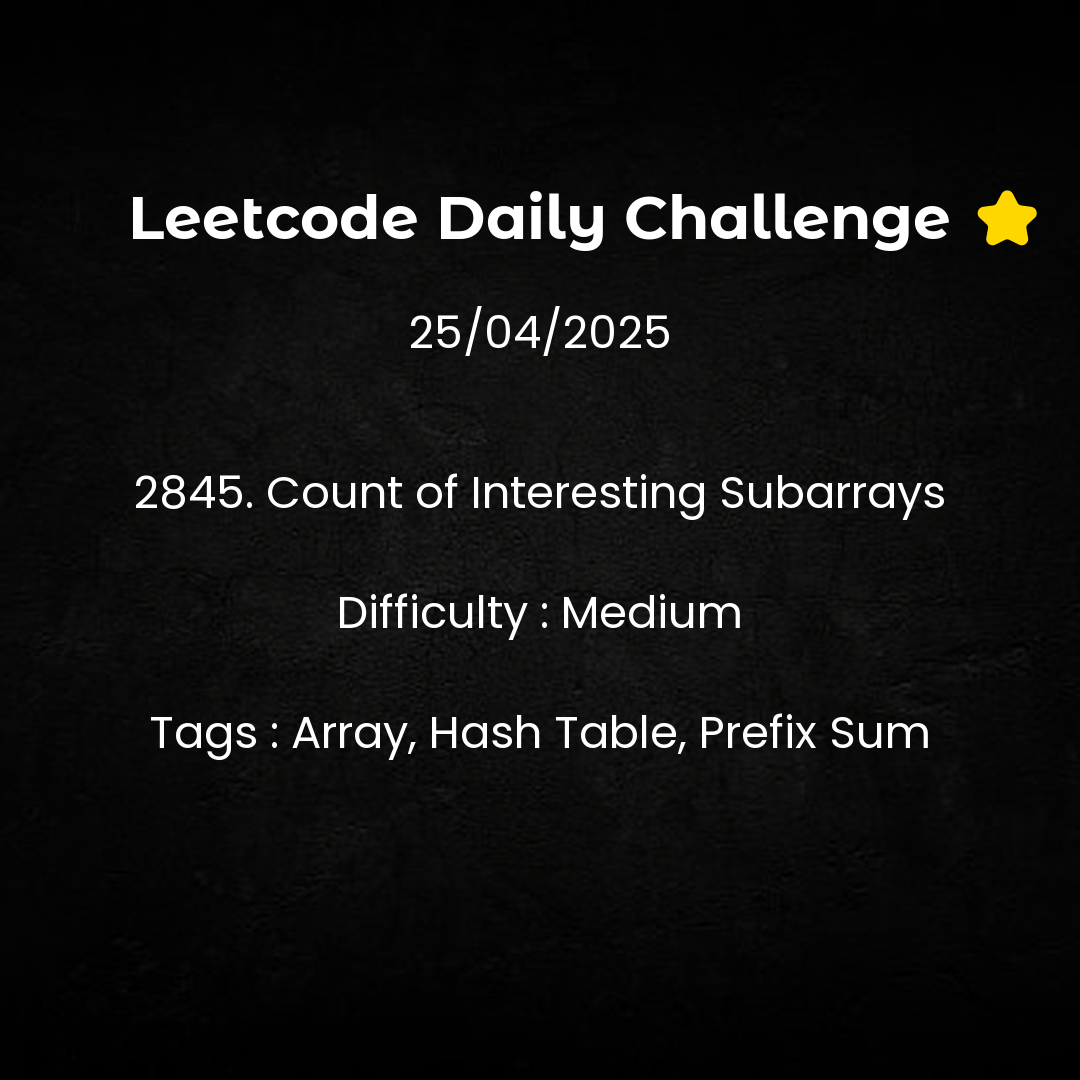 Leetcode Daily Challenge
25/04/2025
2845. Count of Interesting Subarrays
Difficulty : Medium
Tags : Array, Hash Table, Prefix Sum